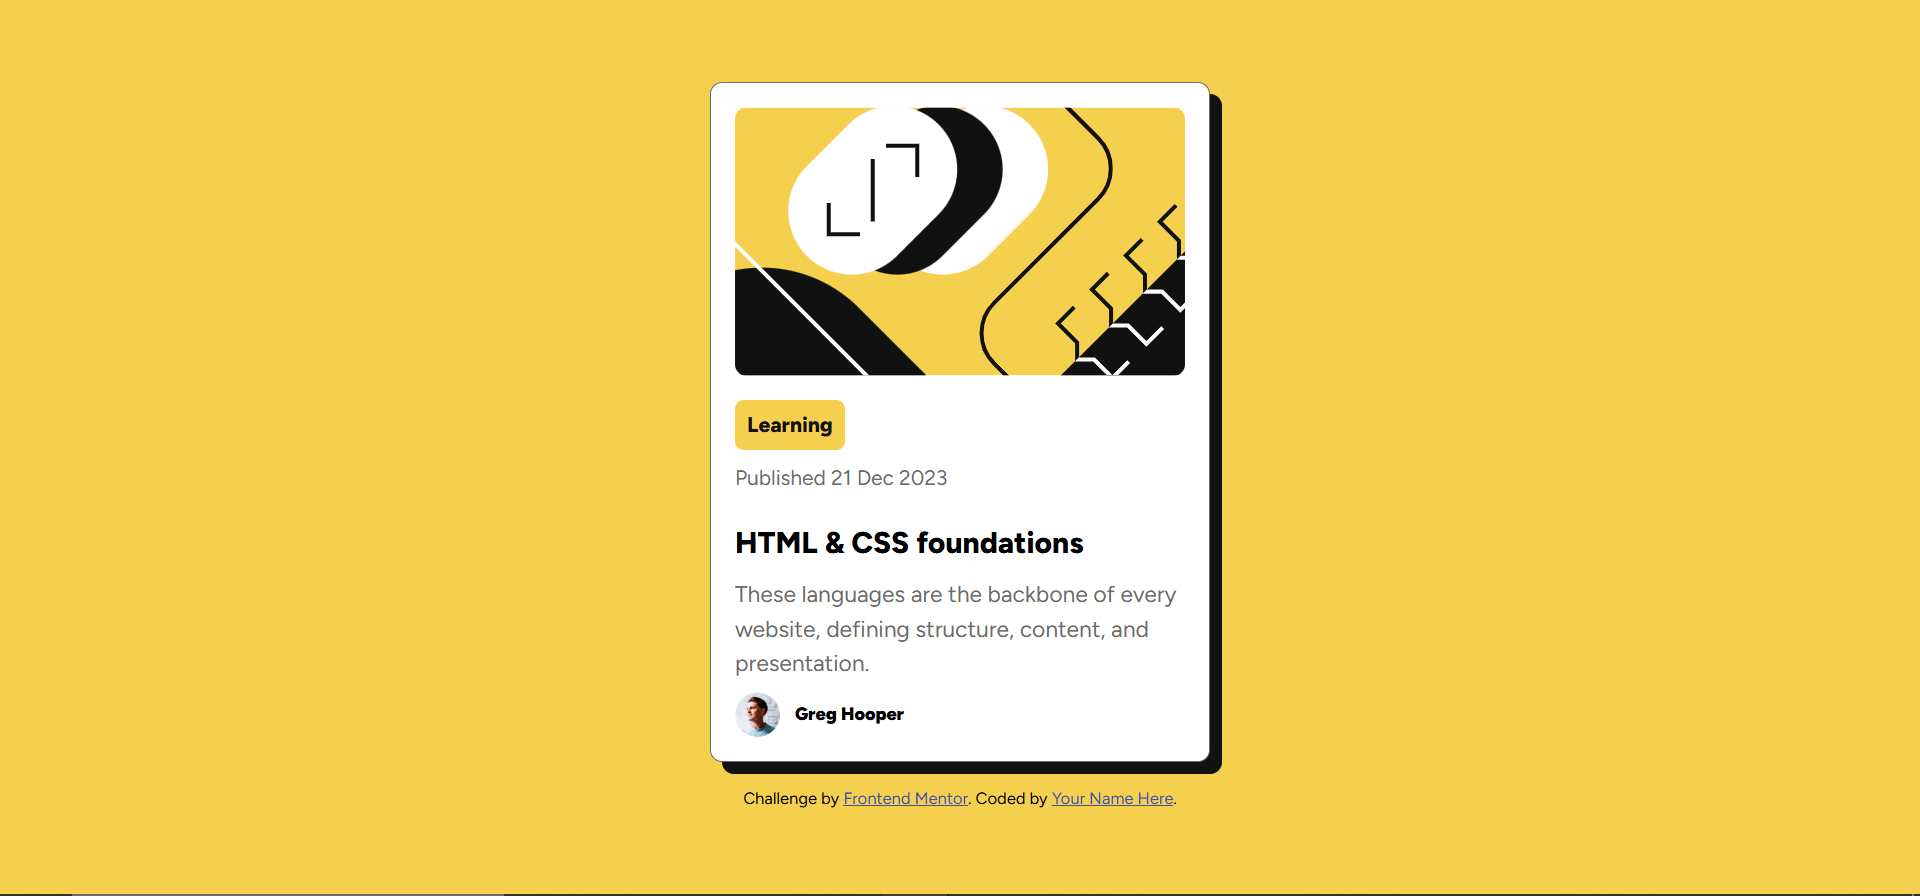 Learning
Published 21 Dec 2023
HTML & CSS foundations
These languages are the backbone of every
website, defining structure, content, and
presentation.
Greg Hooper
Challenge by Frontend Mentor. Coded by Your Name Here.